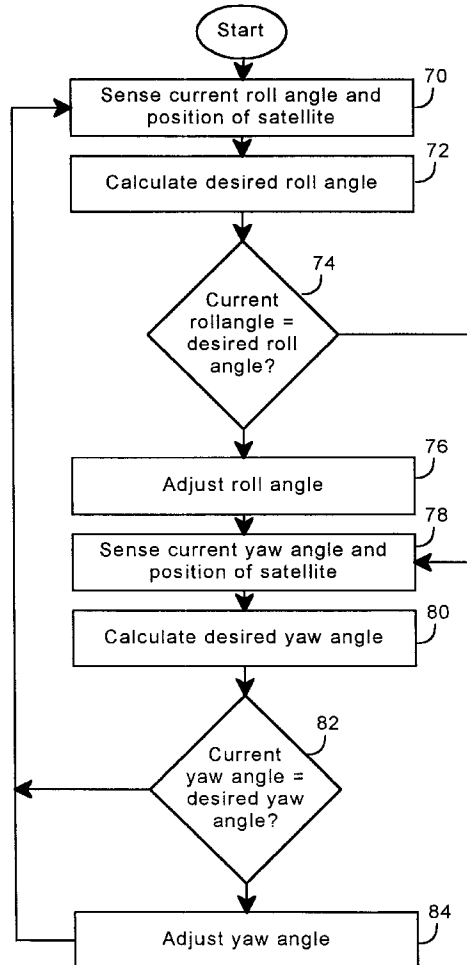 Start
70
Sense current roll angle and
position of satellite
72
Calculate desired roll angle
74
Current
rollangle =
desired roll
angle?
76
Adjust roll angle
78
Sense current yaw angle and
position of satellite
80
Calculate desired yaw angle
82
Current
yaw angle =
desired yaw
angle?
84
Adjust yaw angle